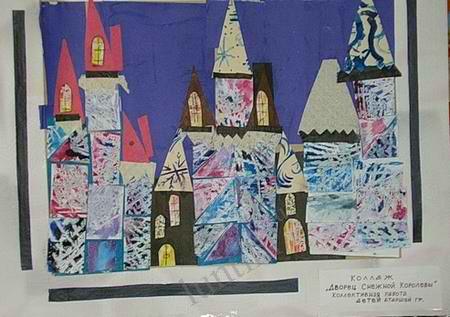 КОЛЛАЖ
„ДВОРЕЦ СНЕЖНОЙ КОРОЛЕВЫ"
КОЛЛЕКТИВНАЯ РАБОТА
ДЕТЕЙ СТАРШЕЙ ГР.